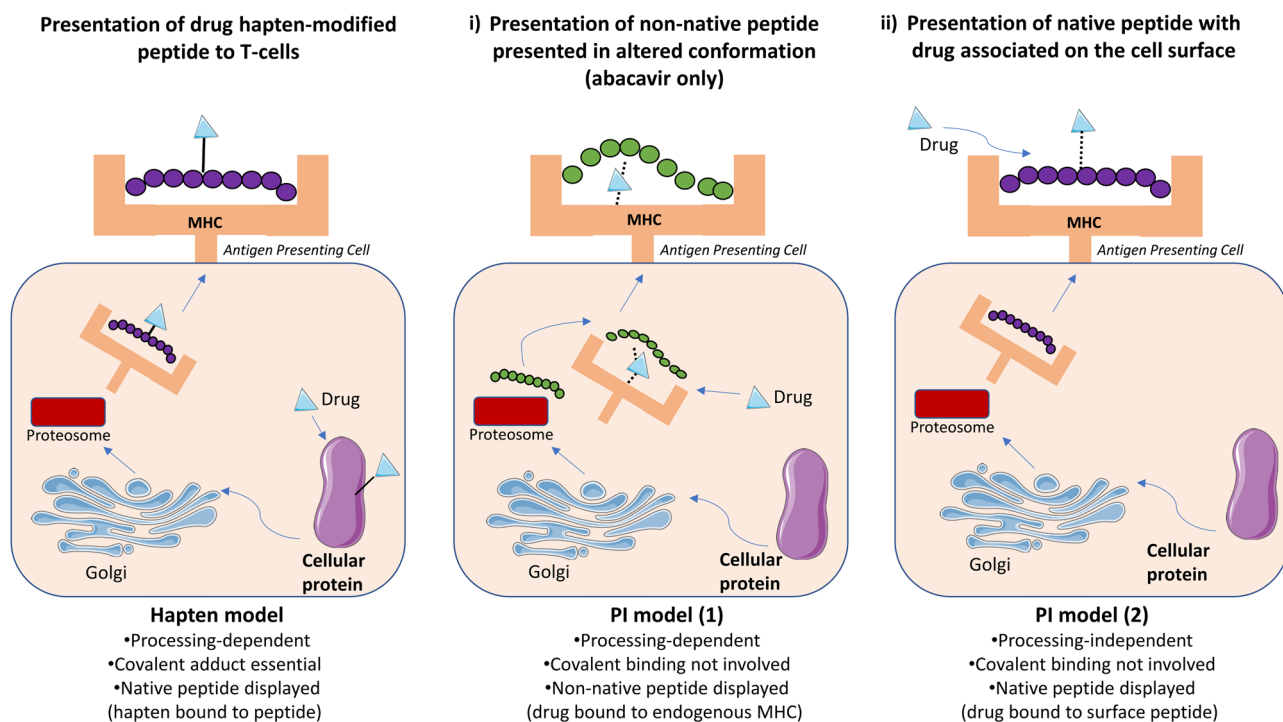 Presentation of drug hapten-modified
peptide to T-cells
Drug
MHC
Antigen Presenting Cell
Proteosome
Drug
Golgi
Cellular
protein
Hapten model
•Processing-dependent
•Covalent adduct essential
•Native peptide displayed
(hapten bound to peptide)
i) Presentation of non-native peptide
presented in altered conformation
(abacavir only)
MHC
Antigen Presenting Cell
Proteosome
Drug
Golgi
Cellular
protein
PI model (1)
•Processing-dependent
•Covalent binding not involved
•Non-native peptide displayed
(drug bound to endogenous MHC)
ii) Presentation of native peptide with
drug associated on the cell surface
MHC
Antigen Presenting Cell
Proteosome
Golgi
Cellular
protein
PI model (2)
•Processing-independent
•Covalent binding not involved
•Native peptide displayed
(drug bound to surface peptide)